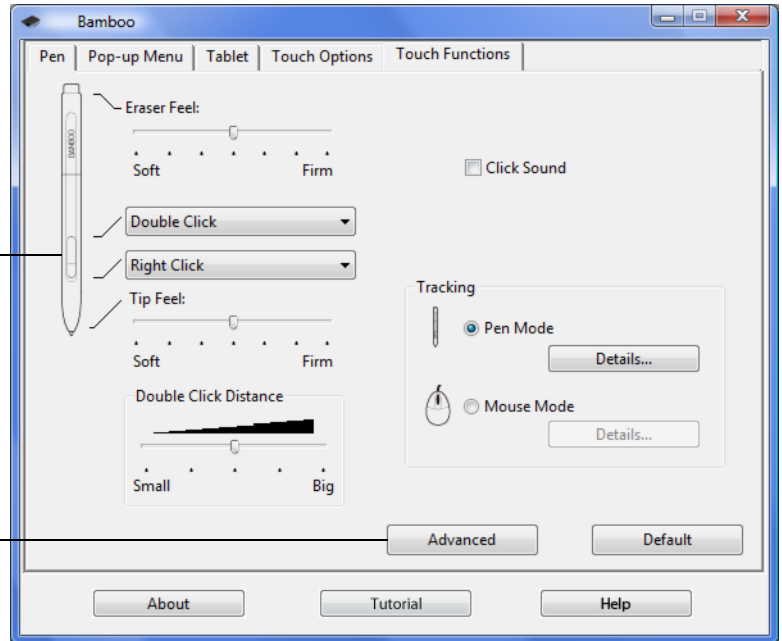 Bamboo
Pen Pop-up Menu Tablet Touch Options Touch Functions
Eraser Feel:
Soft Firm
Click Sound
BAMBOO
Double Click
Right Click
Tip Feel:
Soft Firm
Tracking
Pen Mode
Details...
Mouse Mode
Details...
Double Click Distance
Small Big
Advanced Default
About Tutorial Help